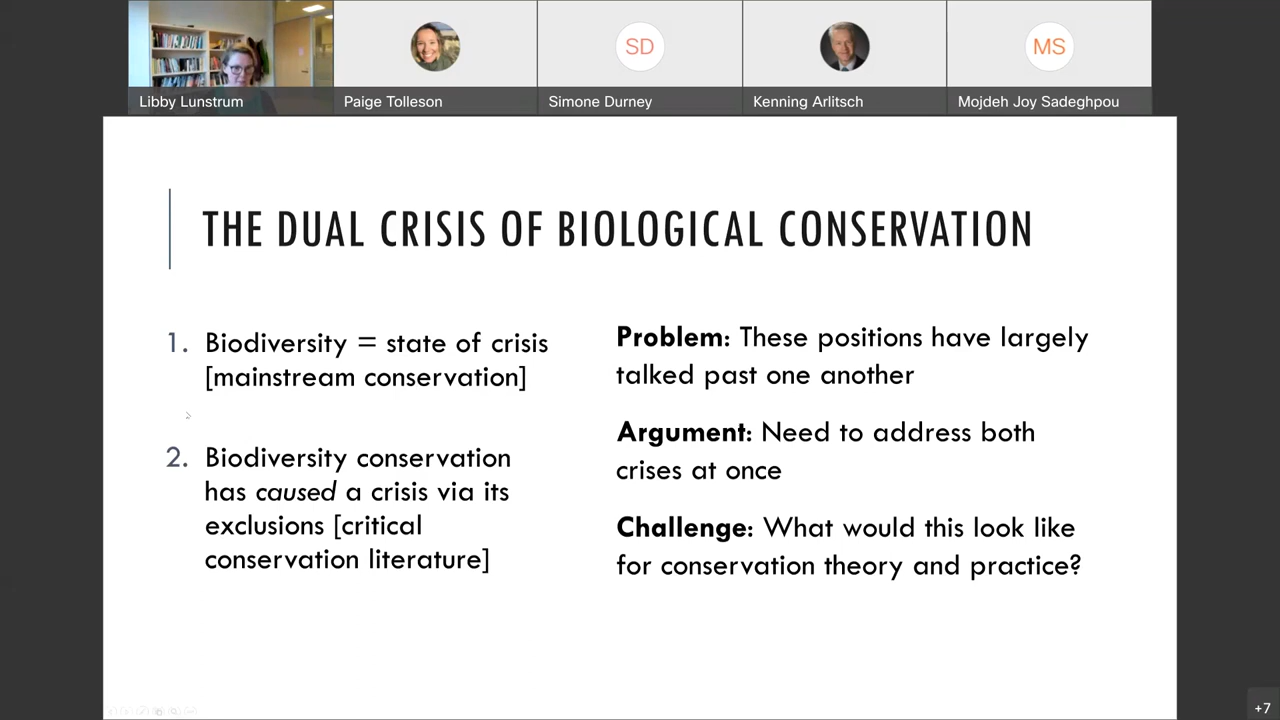 Libby Lunstrum
Paige Tolleson
SD
Simone Durney
Kenning Arlitsch
MS
Mojdeh Joy Sadeghpou
THE DUAL CRISIS OF BIOLOGICAL CONSERVATION
1. Biodiversity = state of crisis
[mainstream conservation]
2. Biodiversity conservation
has caused a crisis via its
exclusions [critical
conservation literature]
Problem: These positions have largely
talked past one another
Argument: Need to address both
crises at once
Challenge: What would this look like
for conservation theory and practice?
+7